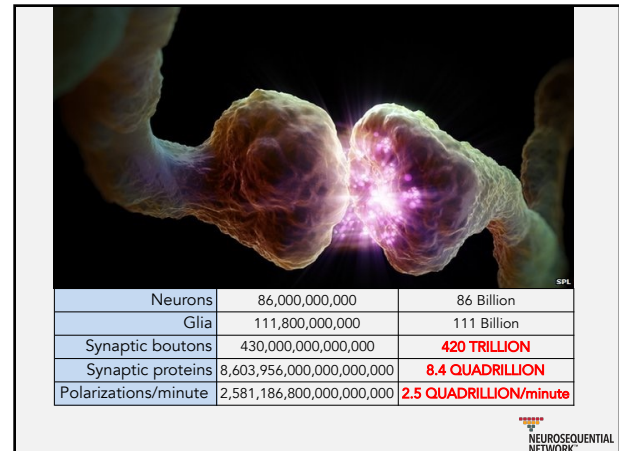 SPL
Neurons 86,000,000,000 86 Billion
Glia 111,800,000,000 111 Billion
Synaptic boutons 430,000,000,000,000 420 TRILLION
Synaptic proteins 8,603,956,000,000,000,000 8.4 QUADRILLION
Polarizations/minute 2,581,186,800,000,000,000 2.5 QUADRILLION/minute
NEUROSEQUENTIAL
NETWORK™